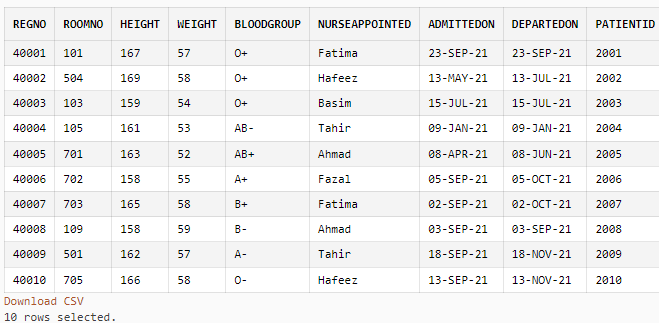 REGNO ROOMNO HEIGHT WEIGHT BLOODGROUP NURSEAPPOINTED ADMITTEDON DEPARTEDON PATIENTID
40001 101 167 57 O+ Fatima 23-SEP-21 23-SEP-21 2001
40002 504 169 58 O+ Hafeez 13-MAY-21 13-JUL-21 2002
40003 103 159 54 O+ Basim 15-JUL-21 15-JUL-21 2003
40004 105 161 53 AB- Tahir 09-JAN-21 09-JAN-21 2004
40005 701 163 52 AB+ Ahmad 08-APR-21 08-JUN-21 2005
40006 702 158 55 A+ Fazal 05-SEP-21 05-OCT-21 2006
40007 703 165 58 B+ Fatima 02-SEP-21 02-OCT-21 2007
40008 109 158 59 B- Ahmad 03-SEP-21 03-SEP-21 2008
40009 501 162 57 A- Tahir 18-SEP-21 18-NOV-21 2009
40010 705 166 58 O- Hafeez 13-SEP-21 13-NOV-21 2010
Download CSV
10 rows selected.